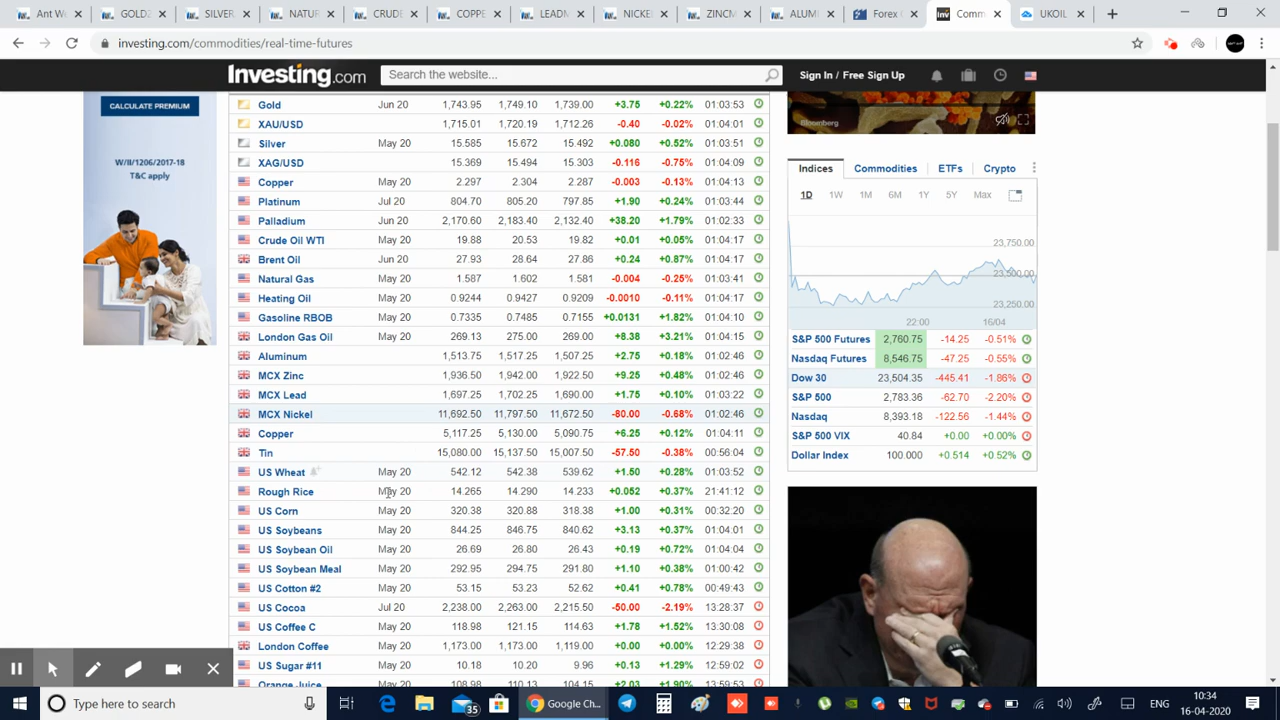 Ant We
GOLD2
SILVER
NATUR
CRUDE
COPPE
LEADM
NICKEL
ZINCM
ALUMI
Forex C
Comm
UKOIL
investing.com/commodities/real-time-futures
Investing.com
Search the website...
Sign In / Free Sign Up
CALCULATE PREMIUM
W/II/1206/2017-18
T&C apply
Gold Jun 20 1,743.95 1,749.10 1,739.00 +3.75 +0.22% 01:03:53
XAU/USD 1,715.01 1,720.19 1,712.26 -0.40 -0.02% 01:04:01
Silver May 20 15.585 15.672 15.492 +0.080 +0.52% 01:03:51
XAG/USD 15.369 15.494 15.303 -0.116 -0.75% 01:04:09
Copper May 20 2.297 2.304 2.287 -0.003 -0.13% 01:04:13
Platinum Jul 20 804.70 805.20 797.85 +1.90 +0.24% 01:03:44
Palladium Jun 20 2,170.60 2,183.40 2,132.40 +38.20 +1.79% 01:02:33
Crude Oil WTI May 20 19.88 20.53 19.82 +0.01 +0.05% 01:04:17
Brent Oil Jun 20 27.93 28.64 27.86 +0.24 +0.87% 01:04:17
Natural Gas May 20 1.587 1.602 1.581 -0.004 -0.25% 01:03:41
Heating Oil May 20 0.9244 0.9427 0.9209 -0.0010 -0.11% 01:04:17
Gasoline RBOB May 20 0.7335 0.7485 0.7155 +0.0131 +1.82% 01:04:10
London Gas Oil May 20 269.13 275.00 269.00 +8.38 +3.21% 01:04:15
Aluminum 1,513.75 1,517.25 1,507.25 +2.75 +0.18% 01:02:46
MCX Zinc 1,936.50 1,942.00 1,922.50 +9.25 +0.48% 01:02:46
MCX Lead 1,697.25 1,702.25 1,690.00 +1.75 +0.10% 01:03:22
MCX Nickel 11,692.50 11,797.50 11,672.50 -80.00 -0.68% 01:02:46
Copper 5,117.25 5,130.00 5,090.75 +6.25 +0.12% 01:04:11
Tin 15,080.00 15,137.50 15,007.50 -57.50 -0.38% 00:56:04
US Wheat May 20 542.12 542.38 539.62 +1.50 +0.28% 01:03:52
Rough Rice May 20 14.265 14.290 14.233 +0.052 +0.37% 21:41:12
US Corn May 20 320.38 320.88 318.38 +1.00 +0.31% 00:32:20
US Soybeans May 20 844.25 846.75 840.62 +3.13 +0.37% 01:04:01
US Soybean Oil May 20 26.69 26.80 26.43 +0.19 +0.72% 01:04:04
US Soybean Meal May 20 292.95 294.75 291.80 +1.10 +0.38% 01:00:42
US Cotton #2 May 20 53.15 53.23 52.62 +0.41 +0.78% 00:49:43
US Cocoa Jul 20 2,238.00 2,263.00 2,215.50 -50.00 -2.19% 13:28:37
US Coffee C May 20 118.98 121.15 114.63 +1.78 +1.52% 13:30:08
London Coffee May 20 1,173.00 1,173.00 1,173.00 +0.00 +0.00% 12:29:38
US Sugar #11 May 20 10.18 10.20 9.96 +0.13 +1.29% 12:59:02
Orange Juice May 20 108.98 110.13 104.15 +2.03 +1.90%
Bloomberg
Indices Commodities ETFs Crypto
1D 1W 1M 6M 1Y 5Y Max
23,750.00
23,500.00
23,250.00
22:00 16/04
S&P 500 Futures 2,760.75 -14.25 -0.51%
Nasdaq Futures 8,546.75 -47.25 -0.55%
Dow 30 23,504.35 -445.41 -1.86%
S&P 500 2,783.36 -62.70 -2.20%
Nasdaq 8,393.18 -122.56 -1.44%
S&P 500 VIX 40.84 +0.00 +0.00%
Dollar Index 100.000 +0.514 +0.52%
Type here to search
35
Google Ch...
ENG
10:34
16-04-2020